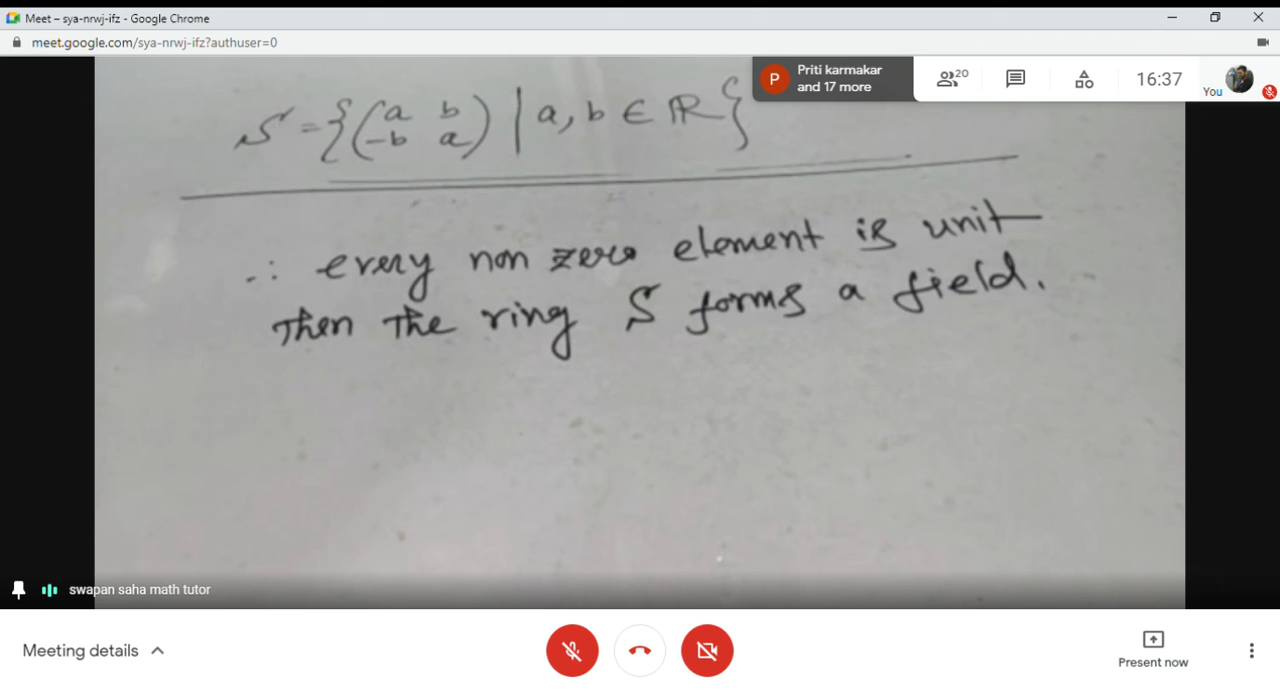 Meet – sya-nrwj-ifz - Google Chrome
meet.google.com/sya-nrwj-ifz?authuser=0
P
Priti karmakar
and 17 more
20
16:37
You
S = {(a b
-b a) | a, b ∈ ℝ}
∴ every non zero element is unit
Then The ring S forms a field.
swapan saha math tutor
Meeting details
Present now